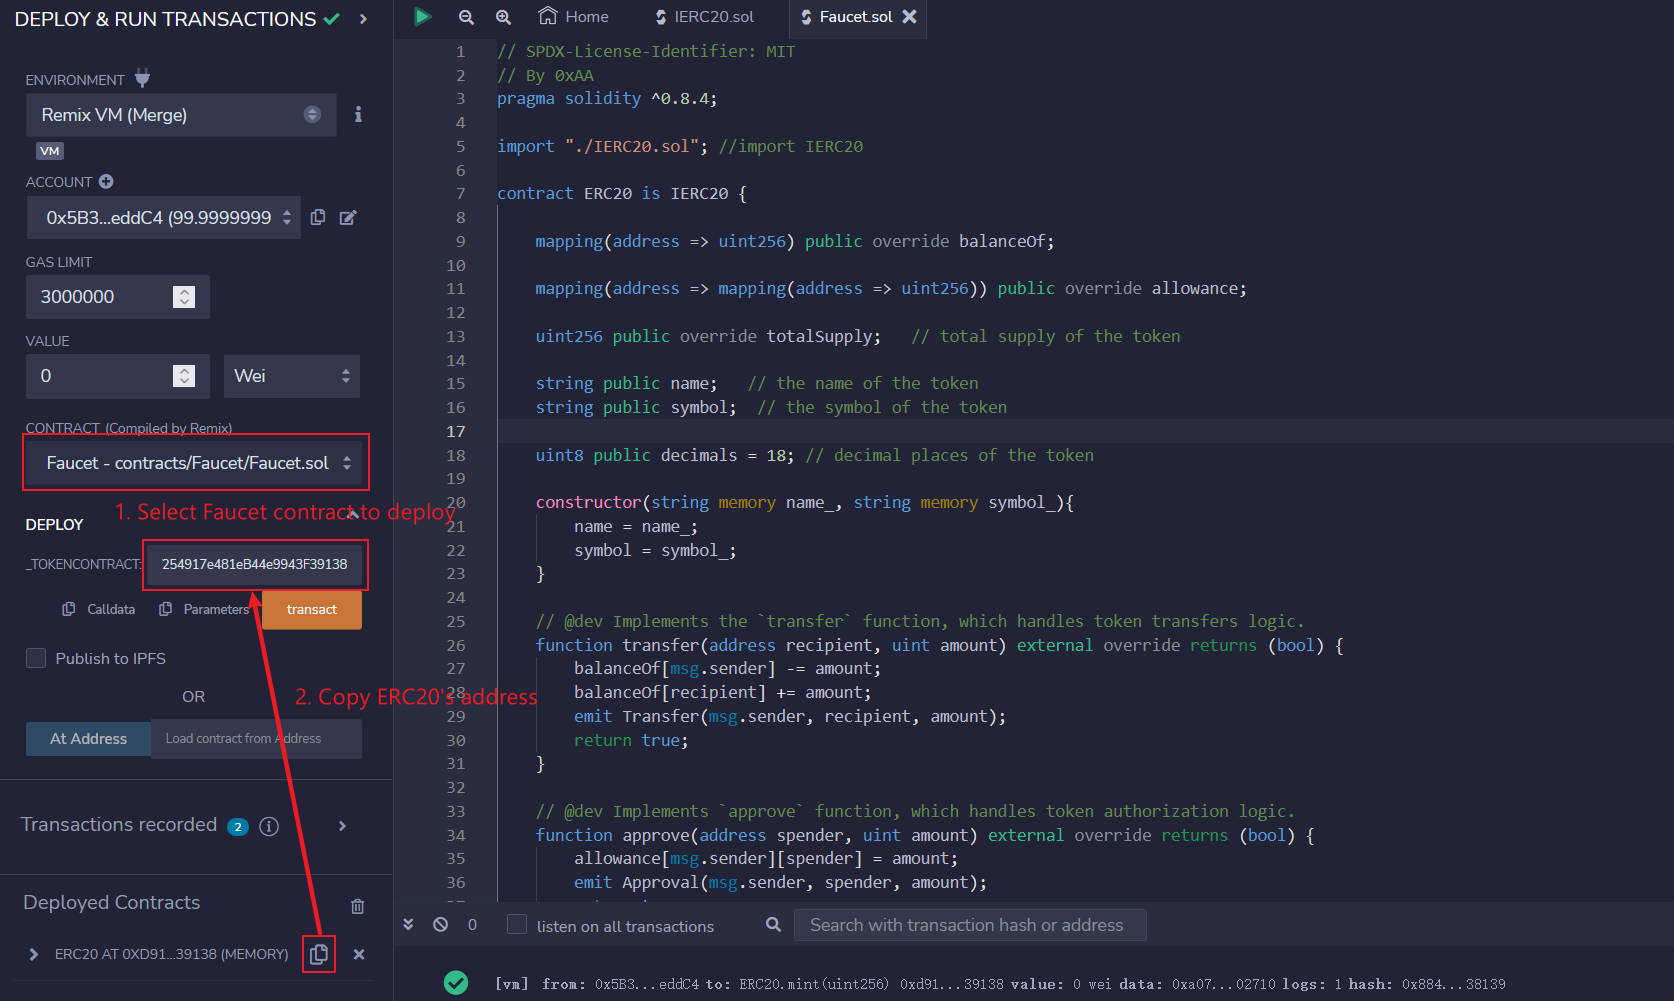 DEPLOY & RUN TRANSACTIONS
ENVIRONMENT
Remix VM (Merge)
VM
ACCOUNT
0x5B3...eddC4 (99.9999999
GAS LIMIT
3000000
VALUE
0
Wei
CONTRACT (Compiled by Remix)
Faucet - contracts/Faucet/Faucet.sol
1. Select Faucet contract to deploy
DEPLOY
_TOKENCONTRACT:
254917e481eB44e9943F39138
Calldata
Parameters
transact
Publish to IPFS
2. Copy ERC20's address
OR
At Address
Load contract from Address
Transactions recorded 2
Deployed Contracts
ERC20 AT 0XD91...39138 (MEMORY)
Home
IERC20.sol
Faucet.sol
1 // SPDX-License-Identifier: MIT
2 // By 0xAA
3 pragma solidity ^0.8.4;
4
5 import "./IERC20.sol"; //import IERC20
6
7 contract ERC20 is IERC20 {
8
9 mapping(address => uint256) public override balanceOf;
10
11 mapping(address => mapping(address => uint256)) public override allowance;
12
13 uint256 public override totalSupply;   // total supply of the token
14
15 string public name;   // the name of the token
16 string public symbol;  // the symbol of the token
17
18 uint8 public decimals = 18; // decimal places of the token
19
20 constructor(string memory name_, string memory symbol_){
21 name = name_;
22 symbol = symbol_;
23 }
24
25 // @dev Implements the `transfer` function, which handles token transfers logic.
26 function transfer(address recipient, uint amount) external override returns (bool) {
27 balanceOf[msg.sender] -= amount;
28 balanceOf[recipient] += amount;
29 emit Transfer(msg.sender, recipient, amount);
30 return true;
31 }
32
33 // @dev Implements `approve` function, which handles token authorization logic.
34 function approve(address spender, uint amount) external override returns (bool) {
35 allowance[msg.sender][spender] = amount;
36 emit Approval(msg.sender, spender, amount);
0
listen on all transactions
Search with transaction hash or address
[vm] from: 0x5B3...eddC4 to: ERC20.mint(uint256) 0xd91...39138 value: 0 wei data: 0xa07...02710 logs: 1 hash: 0x884...38139